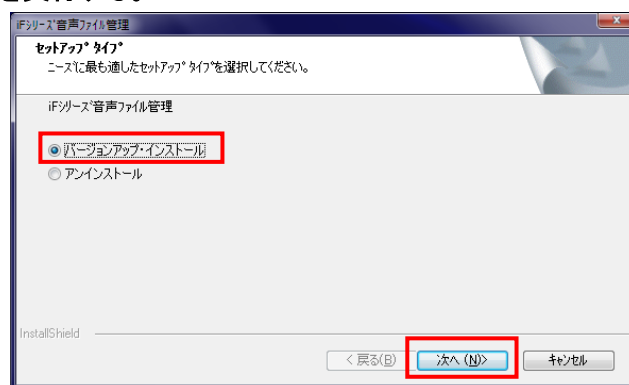 を実行する。
iFシリーズ音声ファイル管理
セットアップ タイプ
ニーズに最も適したセットアップ タイプを選択してください。
iFシリーズ音声ファイル管理
バージョンアップ・インストール
アンインストール
InstallShield
< 戻る(B)
次へ (N)>
キャンセル